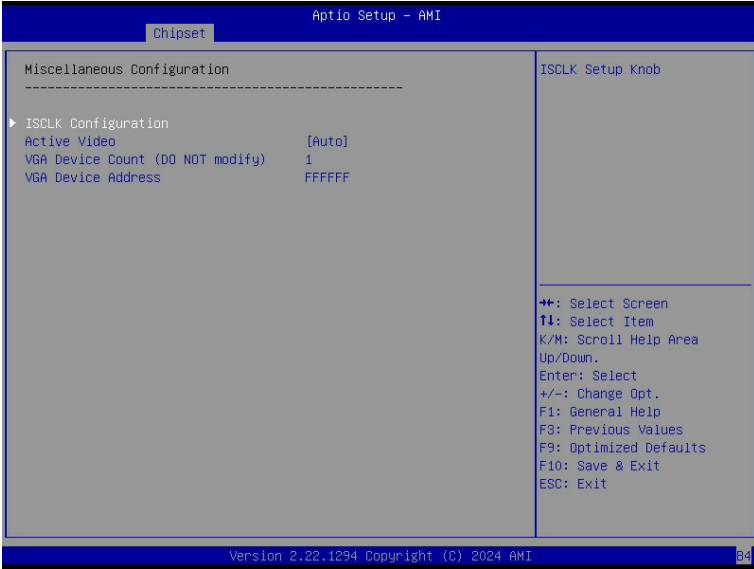 Aptio Setup - AMI
Chipset
Miscellaneous Configuration
--------------------------------------------------
ISCLK Configuration
Active Video [Auto]
VGA Device Count (DO NOT modify) 1
VGA Device Address FFFFFF
ISCLK Setup Knob
→←: Select Screen
↑↓: Select Item
K/M: Scroll Help Area
Up/Down.
Enter: Select
+/-: Change Opt.
F1: General Help
F3: Previous Values
F9: Optimized Defaults
F10: Save & Exit
ESC: Exit
Version 2.22.1294 Copyright (C) 2024 AMI
B4